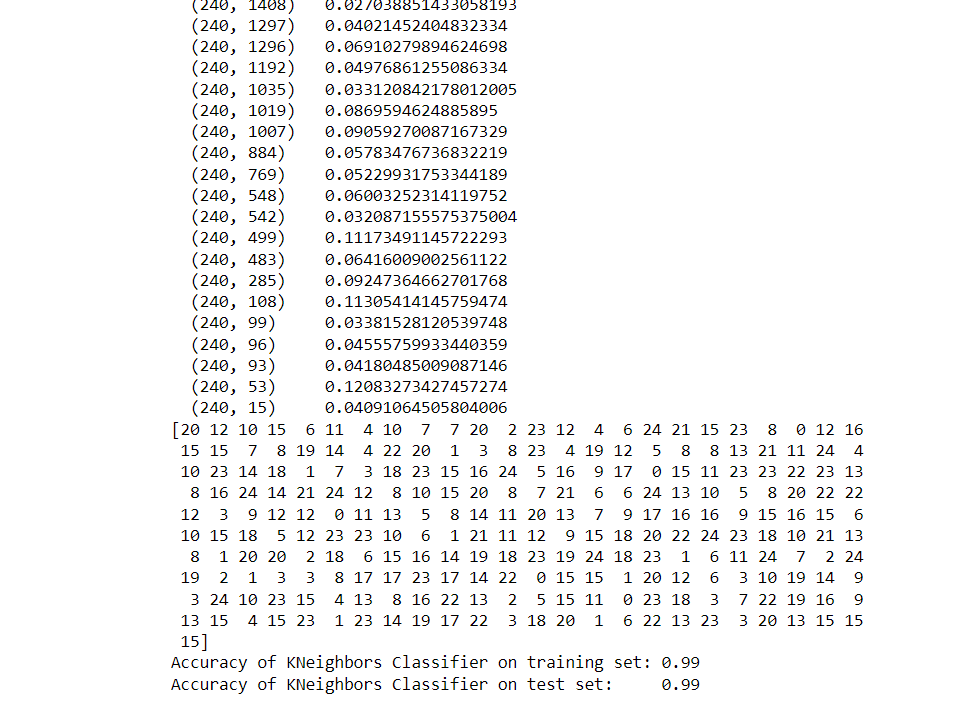 (240, 1408) 0.027038851433058193
(240, 1297) 0.04021452404832334
(240, 1296) 0.06910279894624698
(240, 1192) 0.04976861255086334
(240, 1035) 0.033120842178012005
(240, 1019) 0.0869594624885895
(240, 1007) 0.09059270087167329
(240, 884) 0.05783476736832219
(240, 769) 0.05229931753344189
(240, 548) 0.06003252314119752
(240, 542) 0.032087155575375004
(240, 499) 0.11173491145722293
(240, 483) 0.06416009002561122
(240, 285) 0.09247364662701768
(240, 108) 0.11305414145759474
(240, 99) 0.03381528120539748
(240, 96) 0.04555759933440359
(240, 93) 0.04180485009087146
(240, 53) 0.12083273427457274
(240, 15) 0.04091064505804006
[20 12 10 15 6 11 4 10 7 7 20 2 23 12 4 6 24 21 15 23 8 0 12 16
15 15 7 8 19 14 4 22 20 1 3 8 23 4 19 12 5 8 8 13 21 11 24 4
10 23 14 18 1 7 3 18 23 15 16 24 5 16 9 17 0 15 11 23 23 22 23 13
8 16 24 14 21 24 12 8 10 15 20 8 7 21 6 6 24 13 10 5 8 20 22 22
12 3 9 12 12 0 11 13 5 8 14 11 20 13 7 9 17 16 16 9 15 16 15 6
10 15 18 5 12 23 23 10 6 1 21 11 12 9 15 18 20 22 24 23 18 10 21 13
8 1 20 20 2 18 6 15 16 14 19 18 23 19 24 18 23 1 6 11 24 7 2 24
19 2 1 3 3 8 17 17 23 17 14 22 0 15 15 1 20 12 6 3 10 19 14 9
3 24 10 23 15 4 13 8 16 22 13 2 5 15 11 0 23 18 3 7 22 19 16 9
13 15 4 15 23 1 23 14 19 17 22 3 18 20 1 6 22 13 23 3 20 13 15 15
15]
Accuracy of KNeighbors Classifier on training set: 0.99
Accuracy of KNeighbors Classifier on test set: 0.99